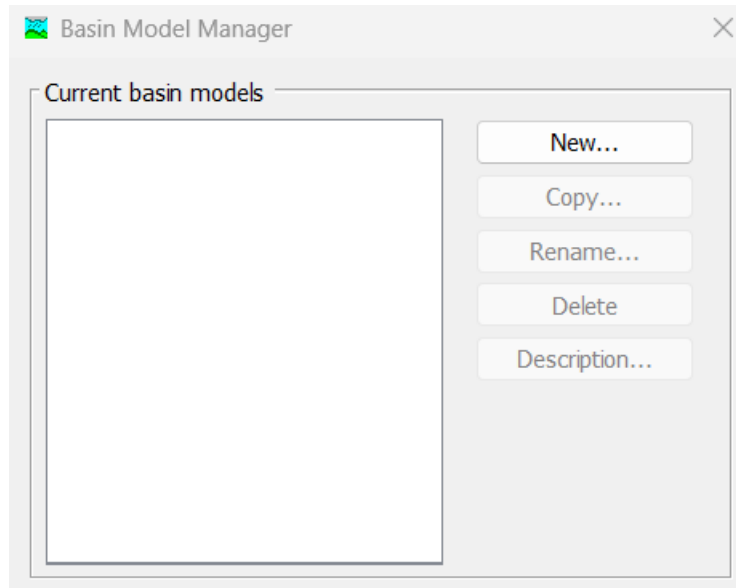 Basin Model Manager
Current basin models
New...
Copy...
Rename...
Delete
Description...